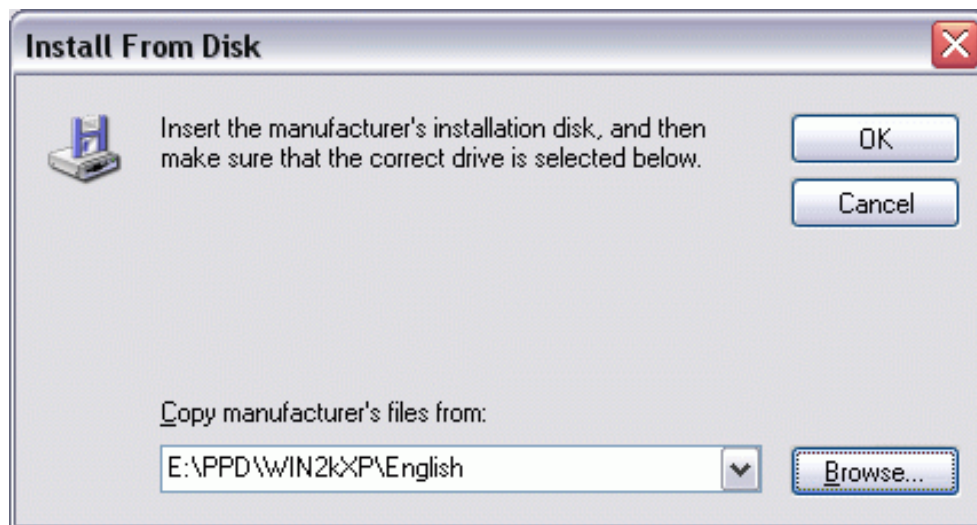 Install From Disk
Insert the manufacturer's installation disk, and then
make sure that the correct drive is selected below.
OK
Cancel
Copy manufacturer's files from:
E:\PPD\WIN2kXP\English
Browse...